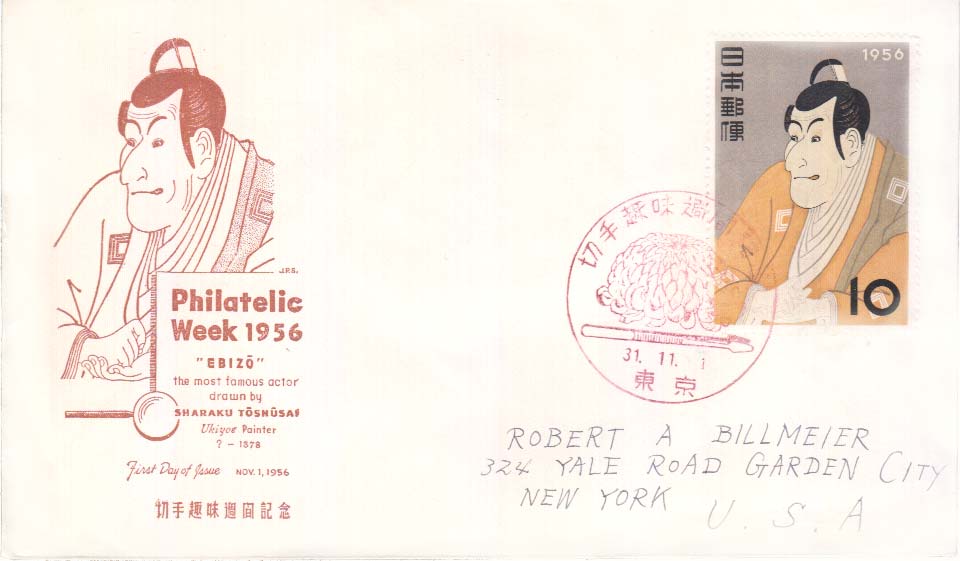 J.P.S.
Philatelic
Week 1956
"EBIZŌ"
the most famous actor
drawn by
SHARAKU TŌSHŪSAI
Ukiyoe Painter
? - 1878
First Day of Issue NOV. 1, 1956
切手趣味週間記念
1956
日本郵便
10
切手趣味週
31. 11. 1
東京
ROBERT A BILLMEIER
324 YALE ROAD GARDEN CITY
NEW YORK
U. S. A